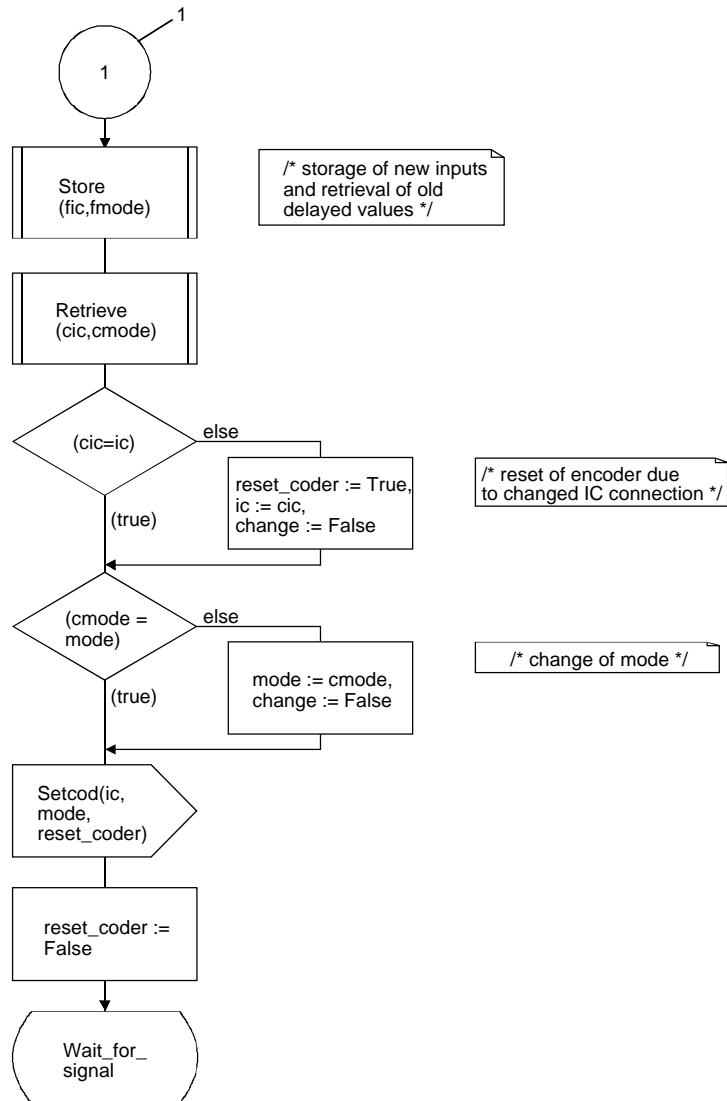 1
1
Store
(fic,fmode)
/* storage of new inputs
and retrieval of old
delayed values */
Retrieve
(cic,cmode)
(cic=ic)
else
reset_coder := True,
ic := cic,
change := False
/* reset of encoder due
to changed IC connection */
(true)
(cmode =
mode)
else
mode := cmode,
change := False
/* change of mode */
(true)
Setcod(ic,
mode,
reset_coder)
reset_coder :=
False
Wait_for_
signal